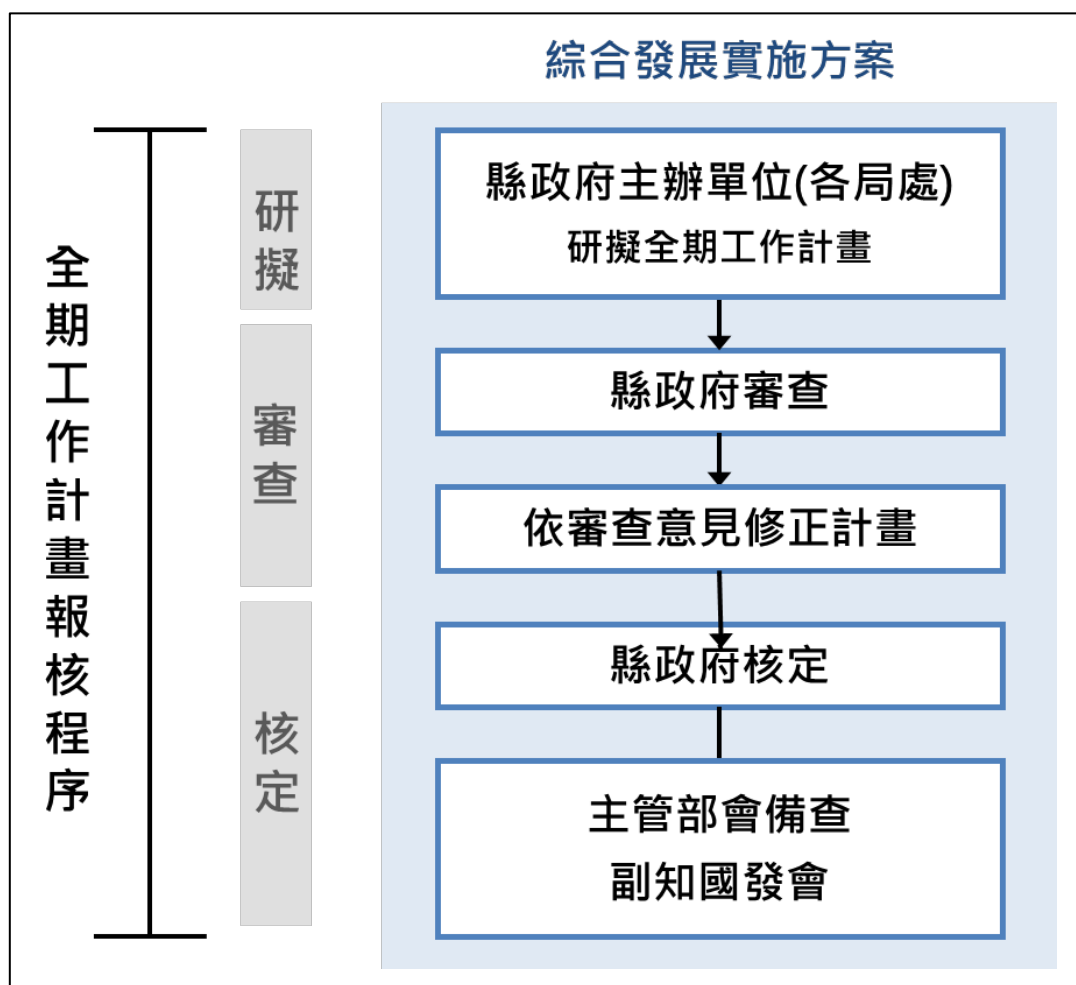 綜合發展實施方案
全期工作計畫報核程序
研擬
縣政府主辦單位(各局處)
研擬全期工作計畫
審查
縣政府審查
依審查意見修正計畫
核定
縣政府核定
主管部會備查
副知國發會